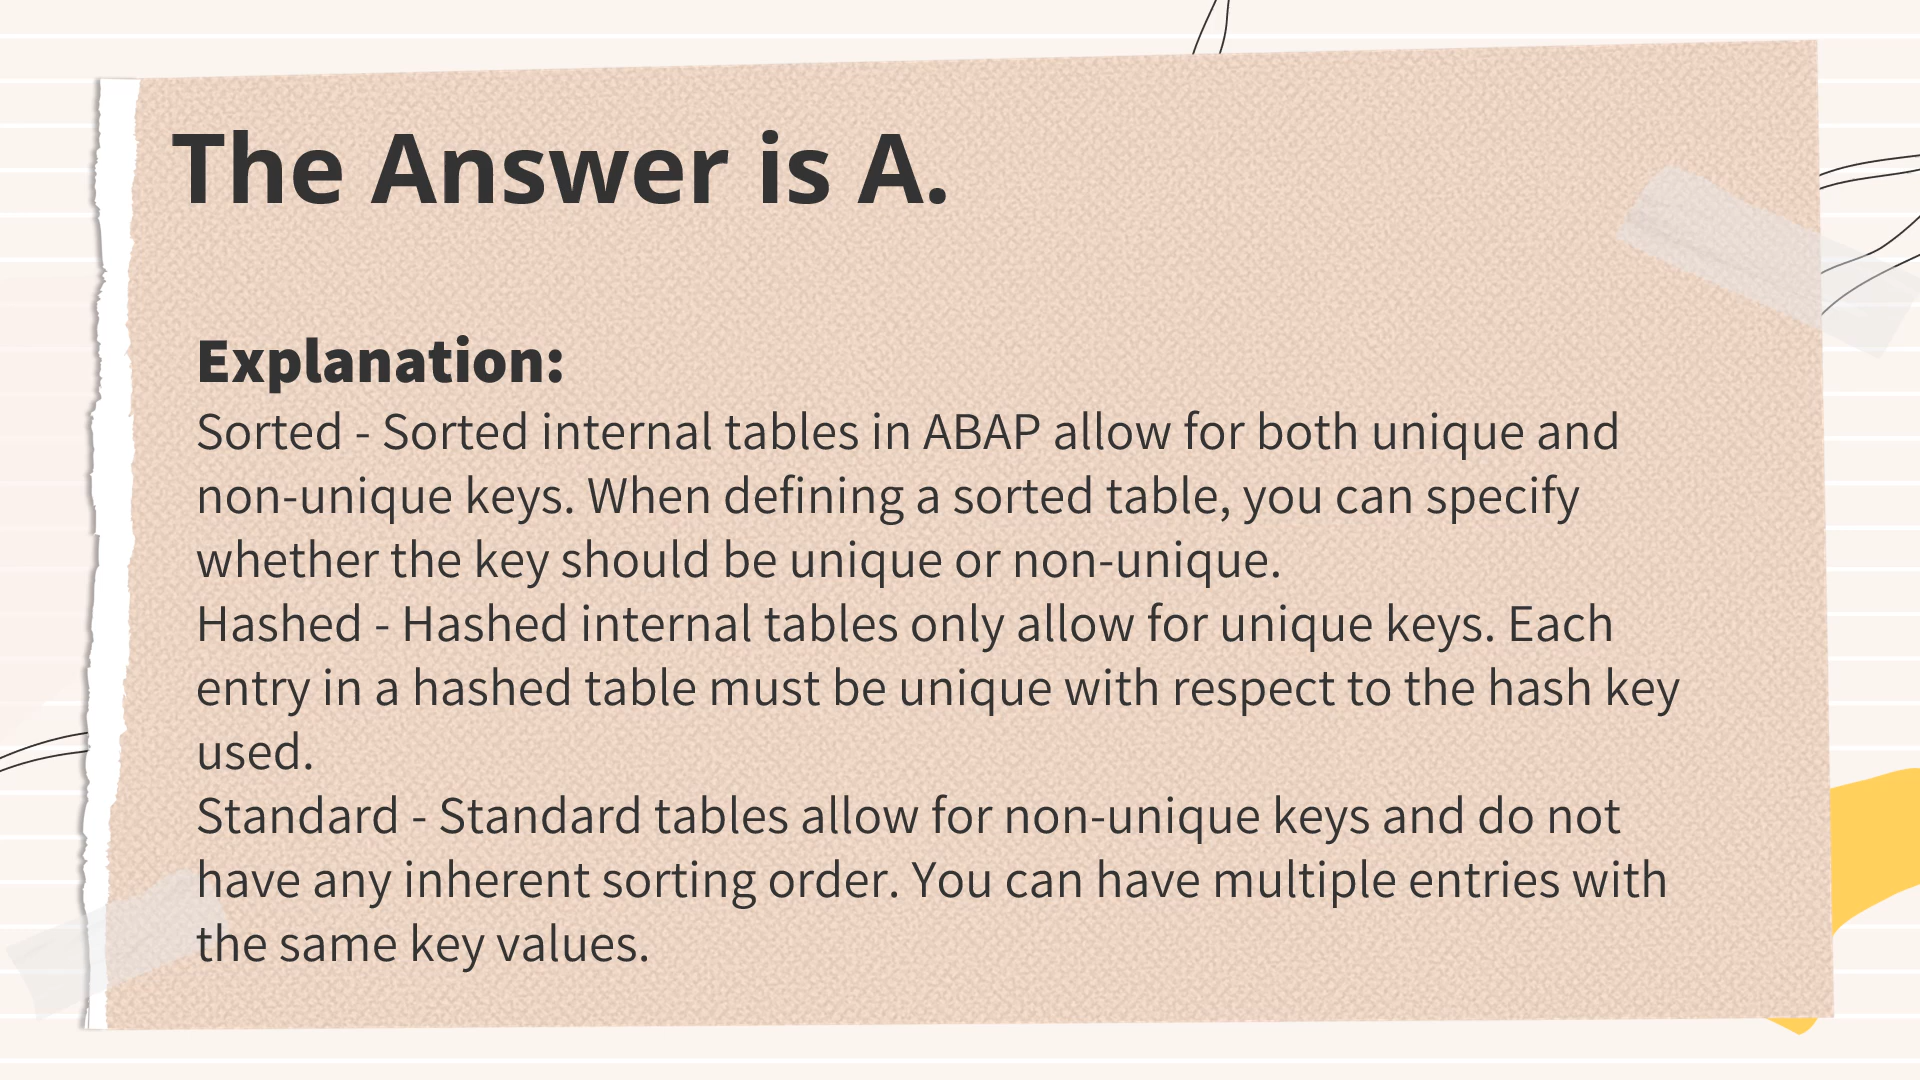 The Answer is A.
Explanation:
Sorted - Sorted internal tables in ABAP allow for both unique and
non-unique keys. When defining a sorted table, you can specify
whether the key should be unique or non-unique.
Hashed - Hashed internal tables only allow for unique keys. Each
entry in a hashed table must be unique with respect to the hash key
used.
Standard - Standard tables allow for non-unique keys and do not
have any inherent sorting order. You can have multiple entries with
the same key values.